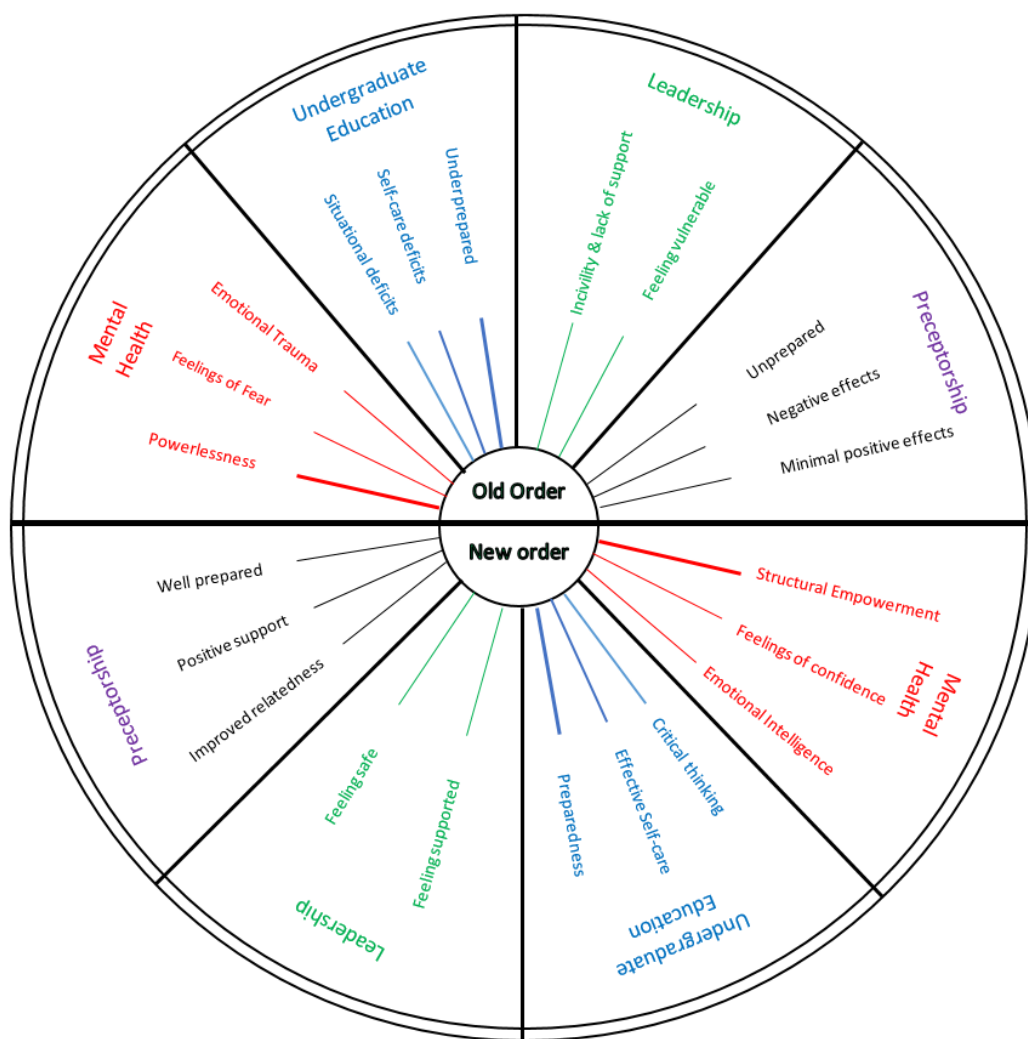 Undergraduate
Education
Situational deficits
Self-care deficits
Under prepared
Leadership
Incivility & lack of support
Feeling vulnerable
Preceptorship
Unprepared
Negative effects
Minimal positive effects
Mental
Health
Emotional Trauma
Feelings of Fear
Powerlessness
Old Order
New order
Well prepared
Positive support
Improved relatedness
Preceptorship
Feeling safe
Feeling supported
Leadership
Preparedness
Effective Self-care
Critical thinking
Undergraduate
Education
Structural Empowerment
Feelings of confidence
Emotional Intelligence
Mental
Health